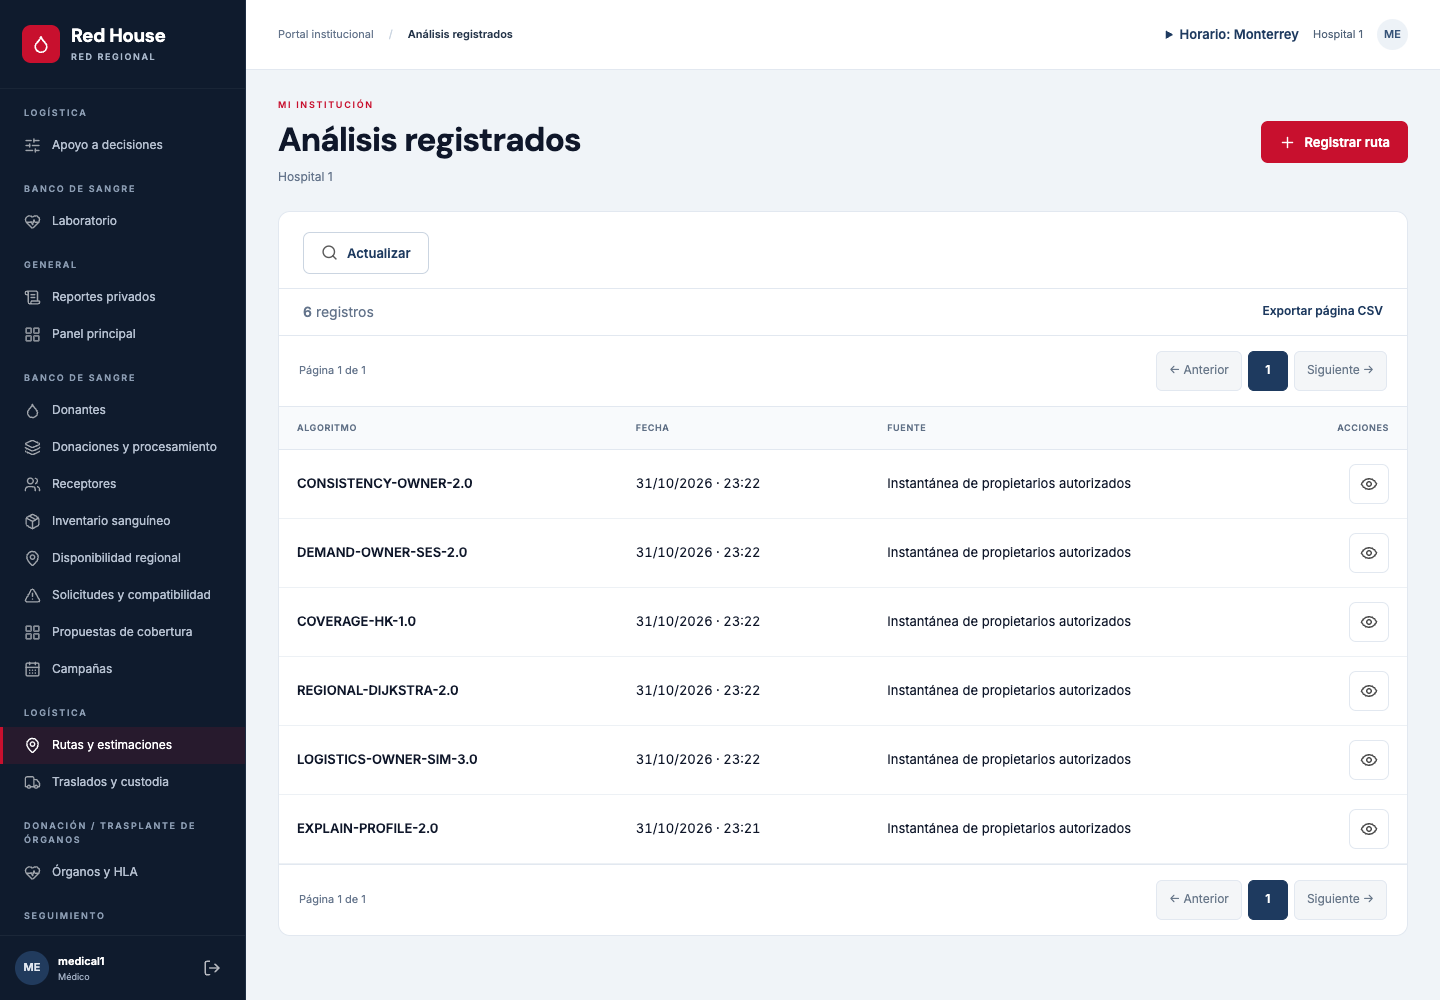 Red House
RED REGIONAL
LOGÍSTICA
Apoyo a decisiones
BANCO DE SANGRE
Laboratorio
GENERAL
Reportes privados
Panel principal
BANCO DE SANGRE
Donantes
Donaciones y procesamiento
Receptores
Inventario sanguíneo
Disponibilidad regional
Solicitudes y compatibilidad
Propuestas de cobertura
Campañas
LOGÍSTICA
Rutas y estimaciones
Traslados y custodia
DONACIÓN / TRASPLANTE DE
ÓRGANOS
Órganos y HLA
SEGUIMIENTO
ME
medical1
Médico
Portal institucional / Análisis registrados
Horario: Monterrey
Hospital 1
ME
MI INSTITUCIÓN
Análisis registrados
Hospital 1
Registrar ruta
Actualizar
6 registros
Exportar página CSV
Página 1 de 1
← Anterior
1
Siguiente →
ALGORITMO FECHA FUENTE ACCIONES
CONSISTENCY-OWNER-2.0 31/10/2026 · 23:22 Instantánea de propietarios autorizados
DEMAND-OWNER-SES-2.0 31/10/2026 · 23:22 Instantánea de propietarios autorizados
COVERAGE-HK-1.0 31/10/2026 · 23:22 Instantánea de propietarios autorizados
REGIONAL-DIJKSTRA-2.0 31/10/2026 · 23:22 Instantánea de propietarios autorizados
LOGISTICS-OWNER-SIM-3.0 31/10/2026 · 23:22 Instantánea de propietarios autorizados
EXPLAIN-PROFILE-2.0 31/10/2026 · 23:21 Instantánea de propietarios autorizados
Página 1 de 1
← Anterior
1
Siguiente →